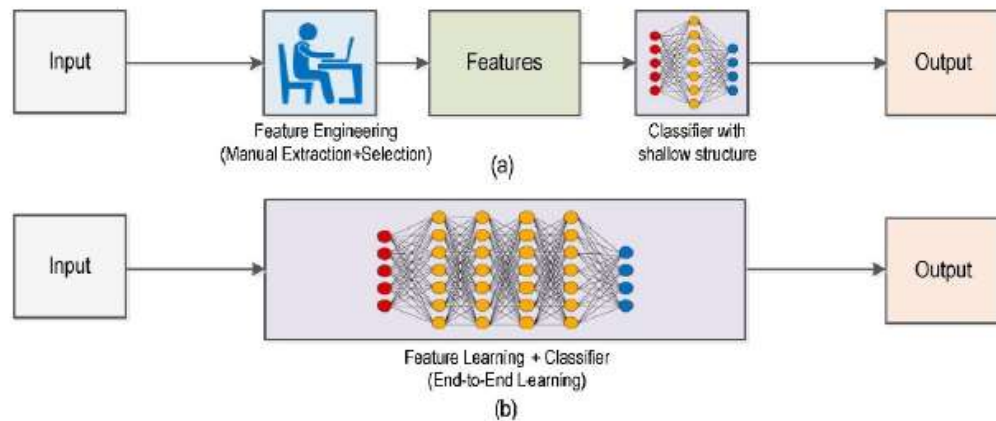 Input
Features
Output
Feature Engineering
(Manual Extraction+Selection)
Classifier with
shallow structure
(a)
Input
Output
Feature Learning + Classifier
(End-to-End Learning)
(b)